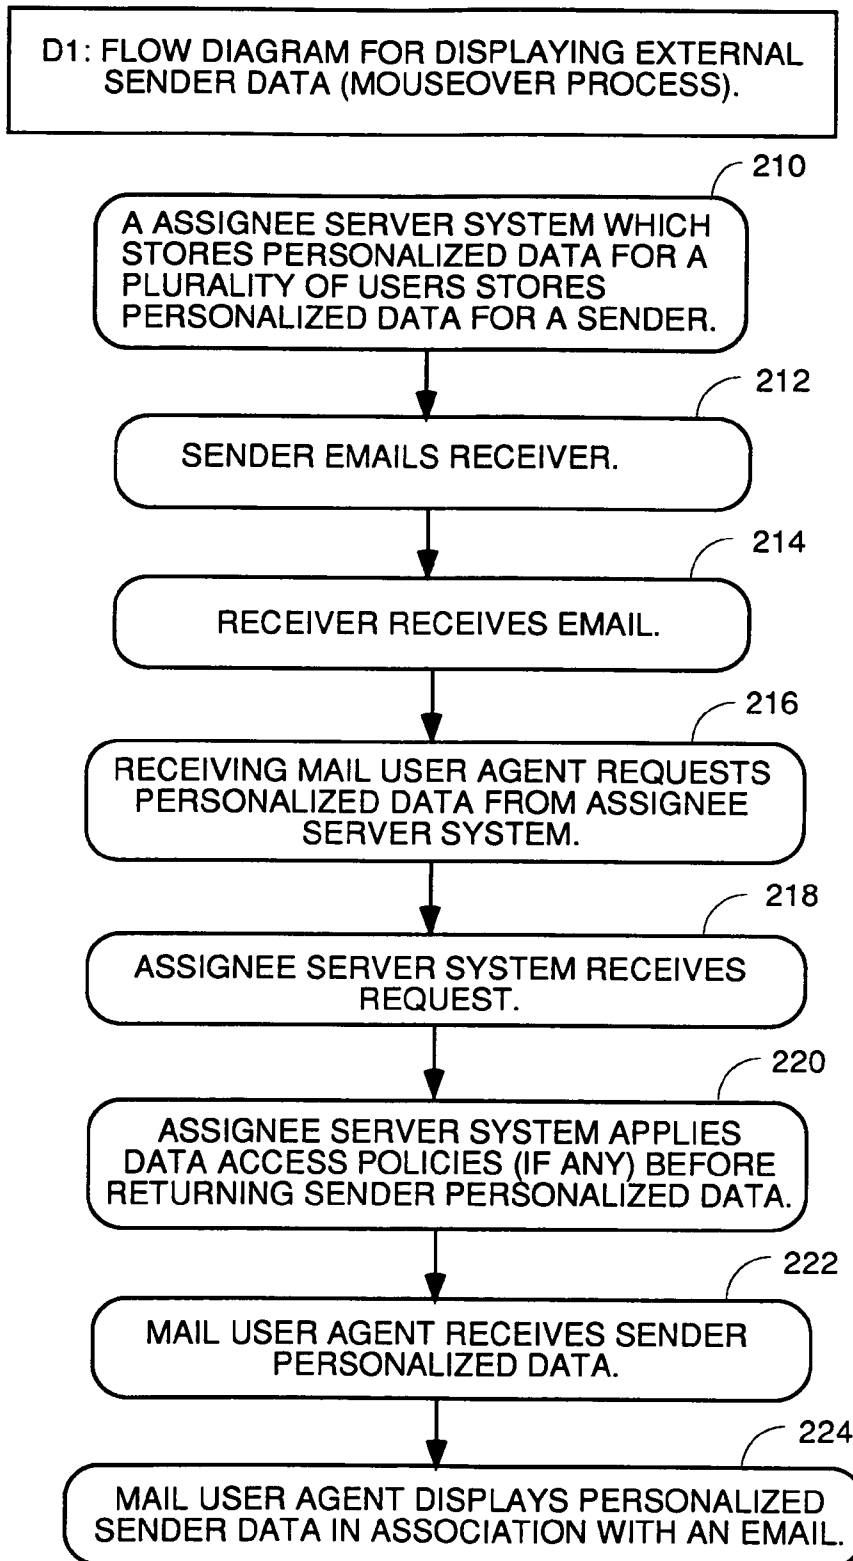 D1: FLOW DIAGRAM FOR DISPLAYING EXTERNAL
SENDER DATA (MOUSEOVER PROCESS).
210
A ASSIGNEE SERVER SYSTEM WHICH
STORES PERSONALIZED DATA FOR A
PLURALITY OF USERS STORES
PERSONALIZED DATA FOR A SENDER.
212
SENDER EMAILS RECEIVER.
214
RECEIVER RECEIVES EMAIL.
216
RECEIVING MAIL USER AGENT REQUESTS
PERSONALIZED DATA FROM ASSIGNEE
SERVER SYSTEM.
218
ASSIGNEE SERVER SYSTEM RECEIVES
REQUEST.
220
ASSIGNEE SERVER SYSTEM APPLIES
DATA ACCESS POLICIES (IF ANY) BEFORE
RETURNING SENDER PERSONALIZED DATA.
222
MAIL USER AGENT RECEIVES SENDER
PERSONALIZED DATA.
224
MAIL USER AGENT DISPLAYS PERSONALIZED
SENDER DATA IN ASSOCIATION WITH AN EMAIL.